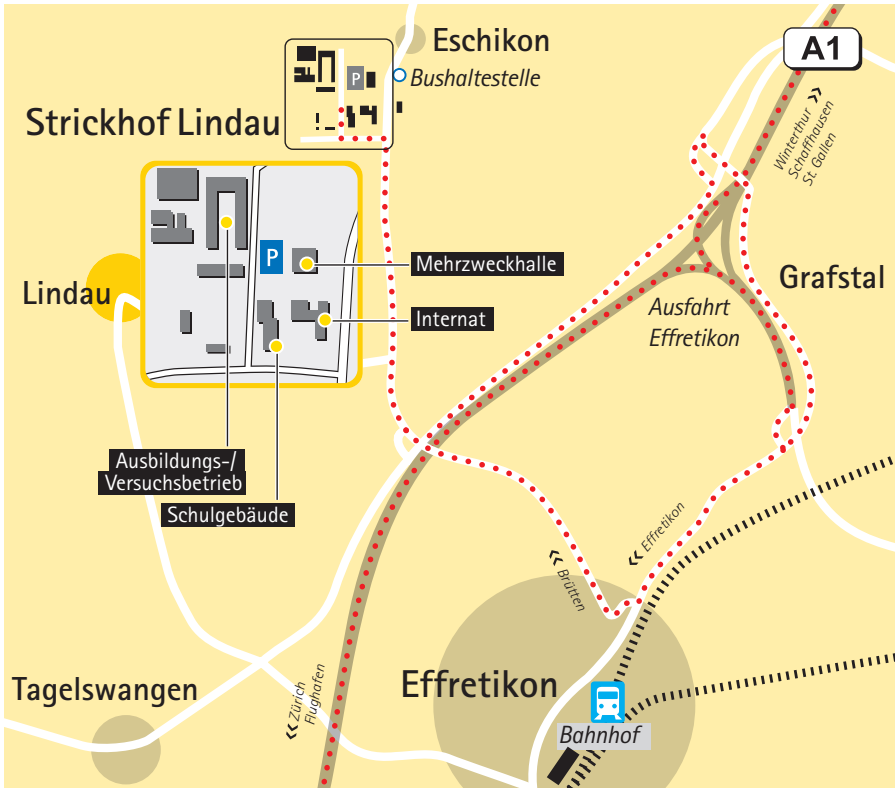 Eschikon
A1
P
Bushaltestelle
Strickhof Lindau
Winterthur »
Schaffhausen
St. Gallen
P
Mehrzweckhalle
Lindau
Grafstal
Internat
Ausfahrt
Effretikon
Ausbildungs-/
Versuchsbetrieb
Schulgebäude
« Effretikon
« Brütten
Effretikon
Tagelswangen
« Zürich
Flughafen
Bahnhof